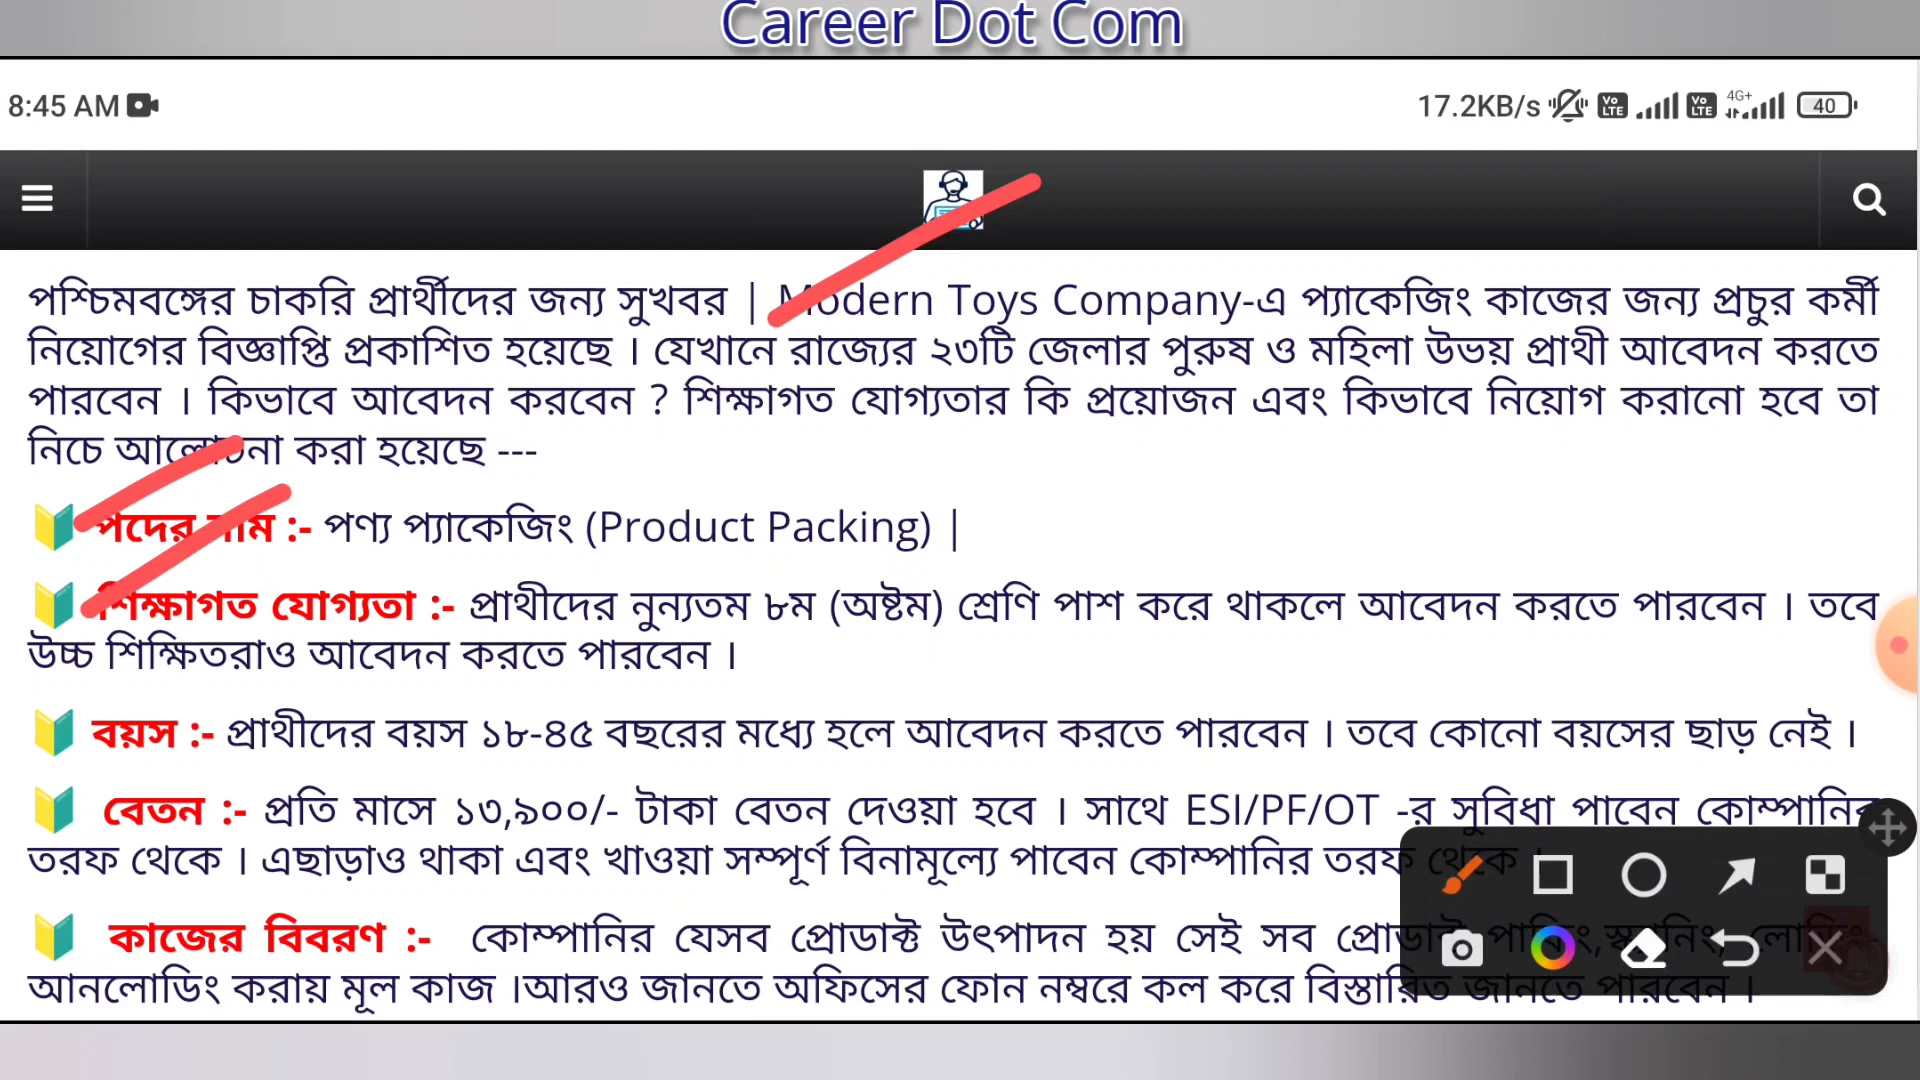 Career Dot Com
8:45 AM
17.2KB/s Vo LTE Vo LTE 4G+ 40
পশ্চিমবঙ্গের চাকরি প্রার্থীদের জন্য সুখবর | Modern Toys Company-এ প্যাকেজিং কাজের জন্য প্রচুর কর্মী
নিয়োগের বিজ্ঞাপ্তি প্রকাশিত হয়েছে । যেখানে রাজ্যের ২৩টি জেলার পুরুষ ও মহিলা উভয় প্রাথী আবেদন করতে
পারবেন । কিভাবে আবেদন করবেন ? শিক্ষাগত যোগ্যতার কি প্রয়োজন এবং কিভাবে নিয়োগ করানো হবে তা
নিচে আলোচনা করা হয়েছে ---
পদের নাম :- পণ্য প্যাকেজিং (Product Packing) |
শিক্ষাগত যোগ্যতা :- প্রাথীদের নুন্যতম ৮ম (অষ্টম) শ্রেণি পাশ করে থাকলে আবেদন করতে পারবেন । তবে
উচ্চ শিক্ষিতরাও আবেদন করতে পারবেন ।
বয়স :- প্রাথীদের বয়স ১৮-৪৫ বছরের মধ্যে হলে আবেদন করতে পারবেন । তবে কোনো বয়সের ছাড় নেই ।
বেতন :- প্রতি মাসে ১৩,৯০০/- টাকা বেতন দেওয়া হবে । সাথে ESI/PF/OT -র সুবিধা পাবেন কোম্পানির
তরফ থেকে । এছাড়াও থাকা এবং খাওয়া সম্পূর্ণ বিনামূল্যে পাবেন কোম্পানির তরফ থেকে ।
কাজের বিবরণ :- কোম্পানির যেসব প্রোডাক্ট উৎপাদন হয় সেই সব প্রোডাক্ট
আনলোডিং করায় মূল কাজ ।আরও জানতে অফিসের ফোন নম্বরে কল করে বিস্তারিত জানতে পারবেন ।